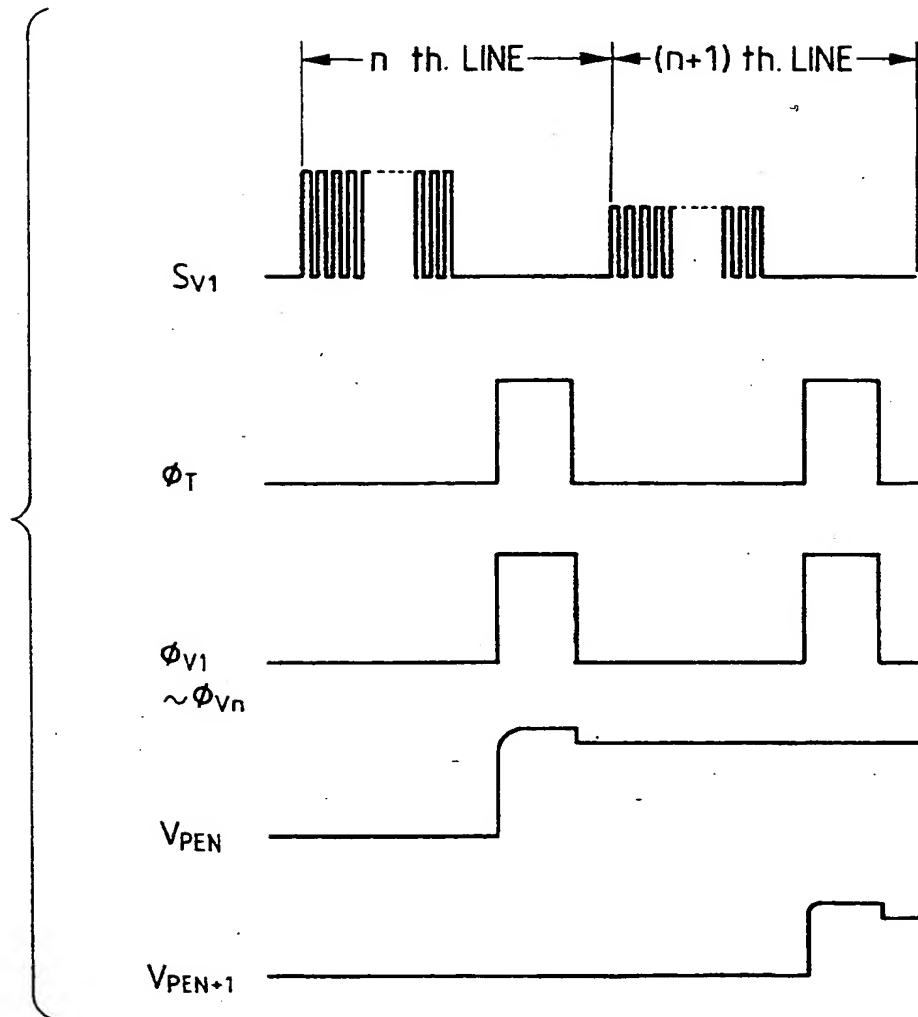 n th. LINE
(n+1) th. LINE
SV1
ϕT
ϕV1
~ϕVn
VPEN
VPEN+1